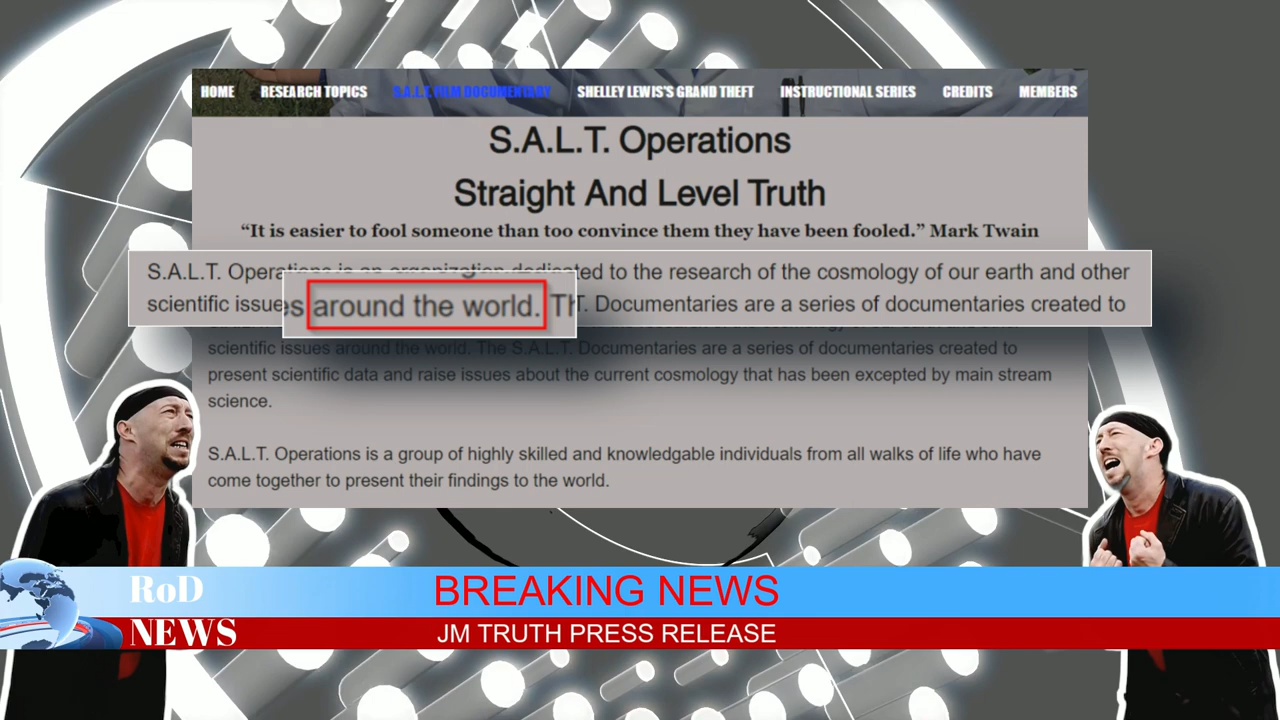 HOME RESEARCH TOPICS S.A.L.T. FILM DOCUMENTARY SHELLEY LEWIS'S GRAND THEFT INSTRUCTIONAL SERIES CREDITS MEMBERS
S.A.L.T. Operations
Straight And Level Truth
“It is easier to fool someone than too convince them they have been fooled.” Mark Twain
S.A.L.T. Operations is an organization dedicated to the research of the cosmology of our earth and other
scientific issues around the world. Th T. Documentaries are a series of documentaries created to
scientific issues around the world. The S.A.L.T. Documentaries are a series of documentaries created to
present scientific data and raise issues about the current cosmology that has been excepted by main stream
science.
S.A.L.T. Operations is a group of highly skilled and knowledgable individuals from all walks of life who have
come together to present their findings to the world.
RoD
NEWS
BREAKING NEWS
JM TRUTH PRESS RELEASE